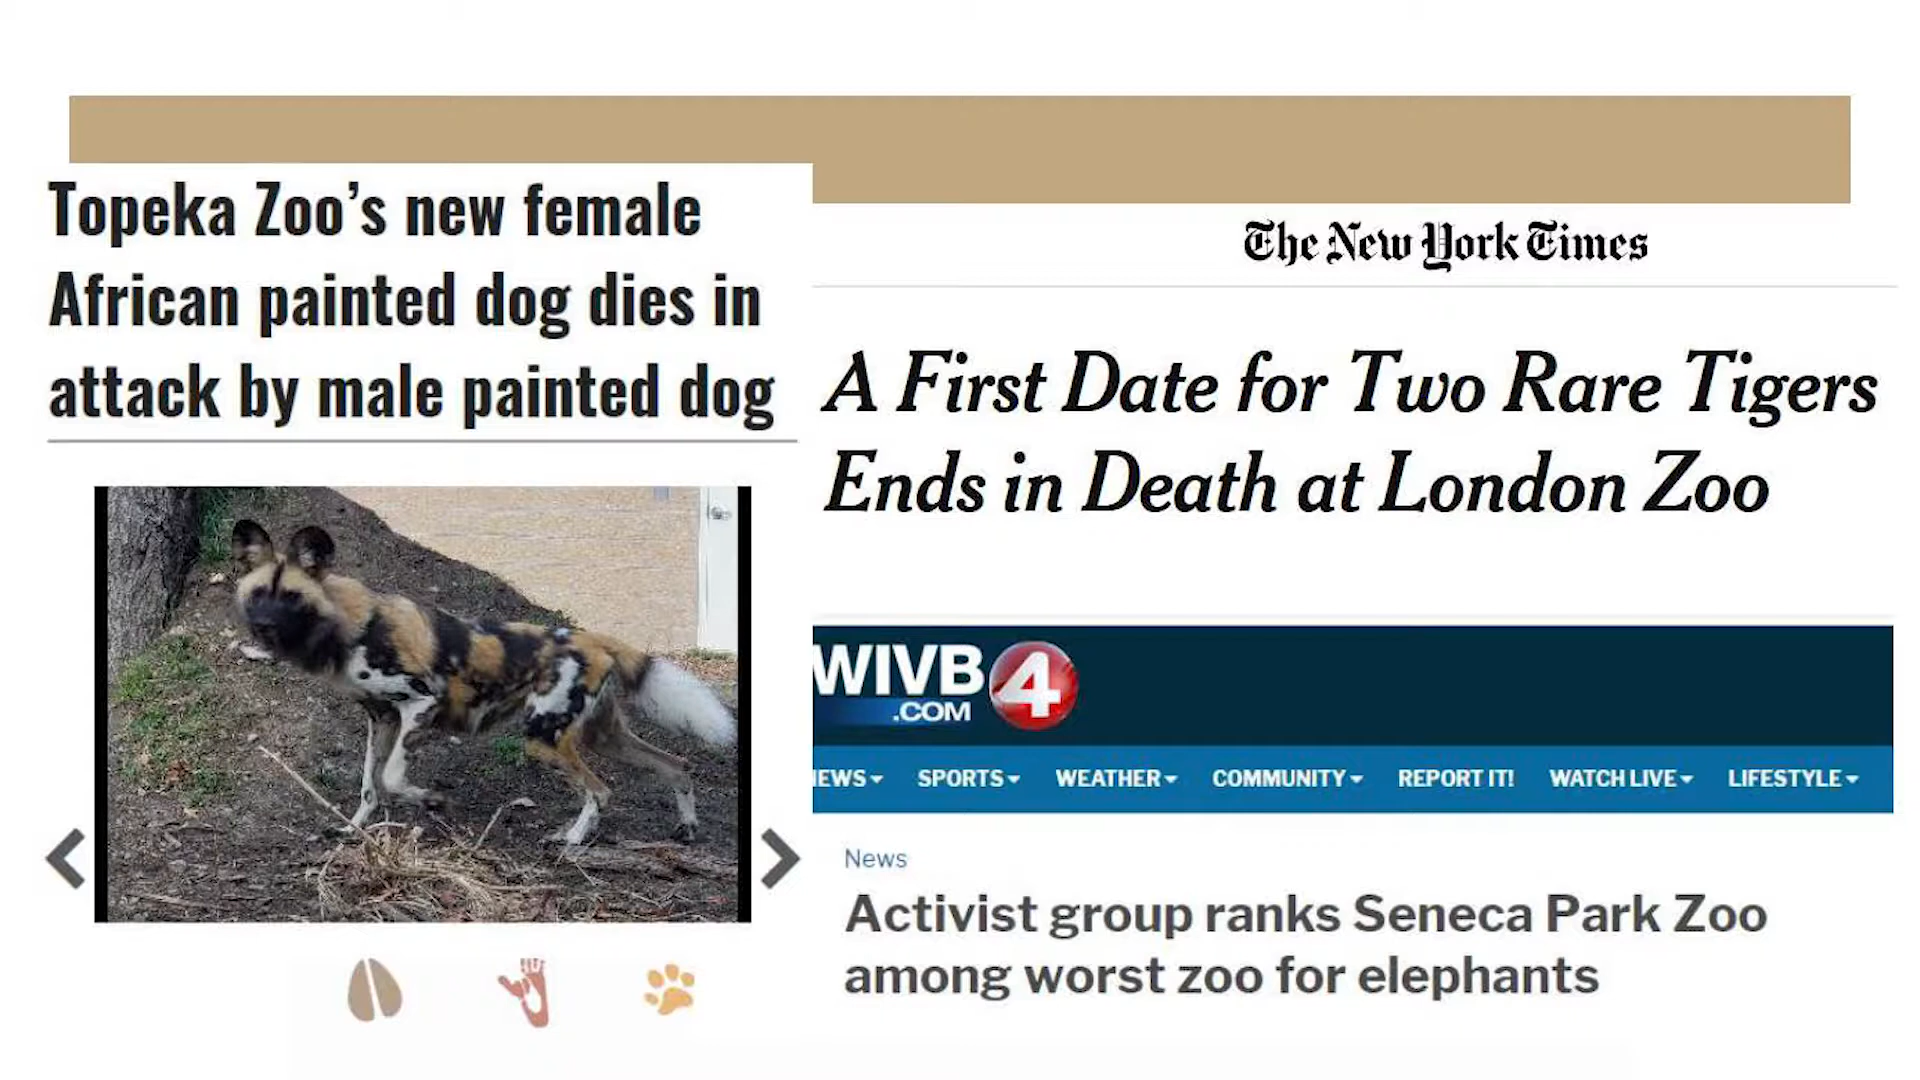 Topeka Zoo's new female
African painted dog dies in
attack by male painted dog
The New York Times
A First Date for Two Rare Tigers
Ends in Death at London Zoo
WIVB 4
.COM
EWS SPORTS WEATHER COMMUNITY REPORT IT! WATCH LIVE LIFESTYLE
News
Activist group ranks Seneca Park Zoo
among worst zoo for elephants